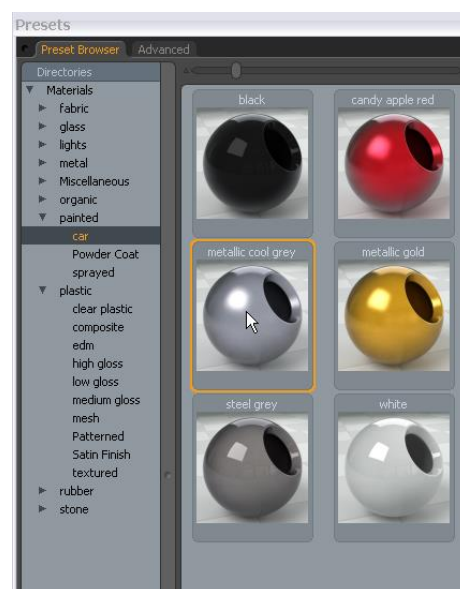 Presets
Preset Browser
Advanced
Directories
Materials
fabric
glass
lights
metal
Miscellaneous
organic
painted
car
Powder Coat
sprayed
plastic
clear plastic
composite
edm
high gloss
low gloss
medium gloss
mesh
Patterned
Satin Finish
textured
rubber
stone
black
candy apple red
metallic cool grey
metallic gold
steel grey
white